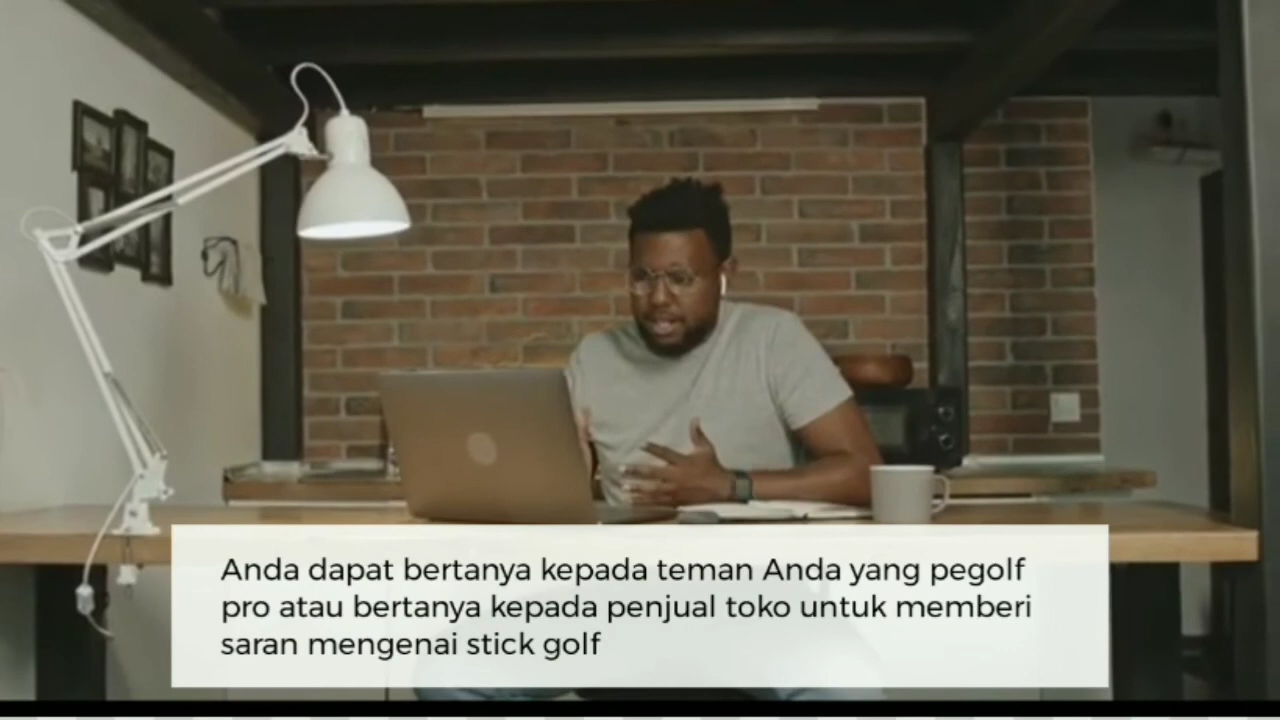 Anda dapat bertanya kepada teman Anda yang pegolf
pro atau bertanya kepada penjual toko untuk memberi
saran mengenai stick golf